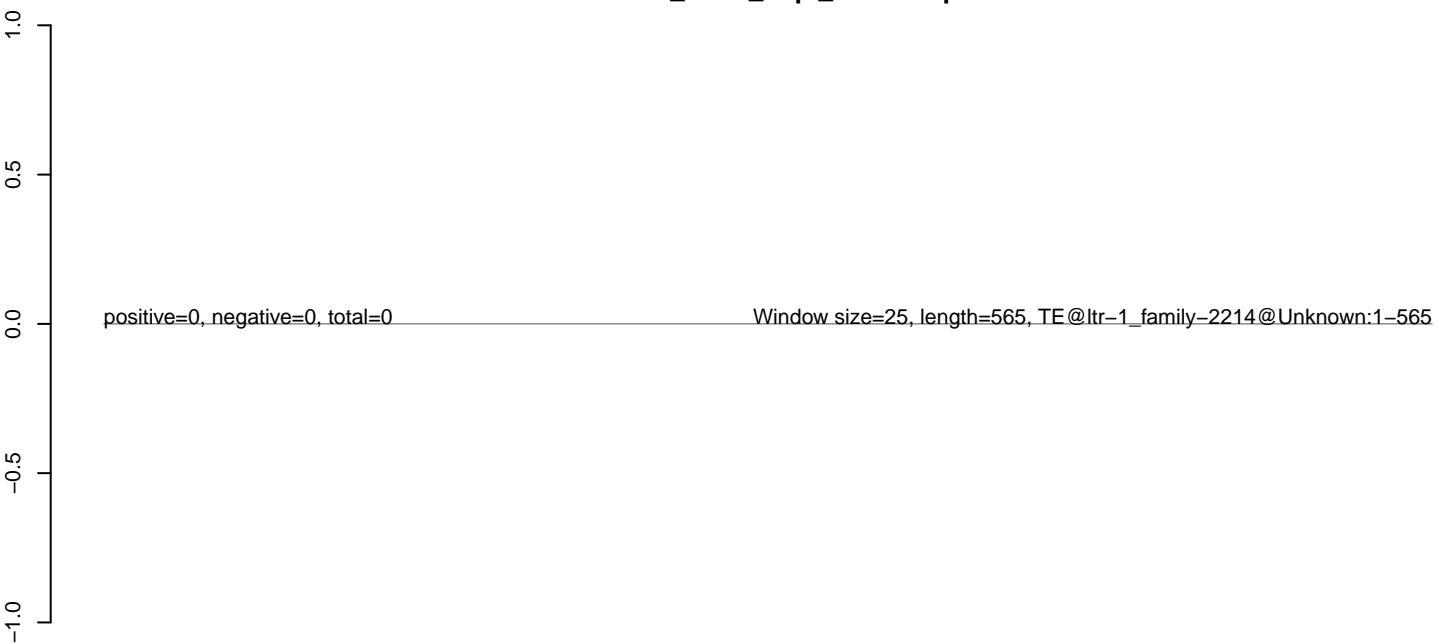 1.0
0.5
0.0
−0.5
−1.0
positive=0, negative=0, total=0
Window size=25, length=565, TE@ltr−1_family−2214@Unknown:1−565